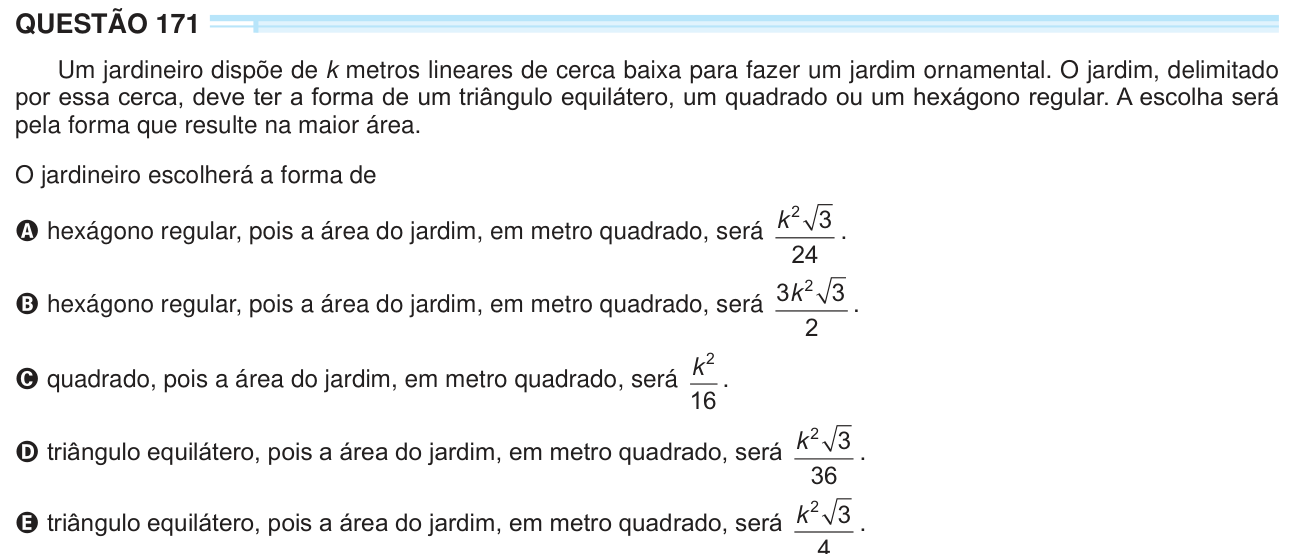 QUESTÃO 171
Um jardineiro dispõe de k metros lineares de cerca baixa para fazer um jardim ornamental. O jardim, delimitado
por essa cerca, deve ter a forma de um triângulo equilátero, um quadrado ou um hexágono regular. A escolha será
pela forma que resulte na maior área.
O jardineiro escolherá a forma de
A hexágono regular, pois a área do jardim, em metro quadrado, será k²√3/24.
B hexágono regular, pois a área do jardim, em metro quadrado, será 3k²√3/2.
C quadrado, pois a área do jardim, em metro quadrado, será k²/16.
D triângulo equilátero, pois a área do jardim, em metro quadrado, será k²√3/36.
E triângulo equilátero, pois a área do jardim, em metro quadrado, será k²√3/4.